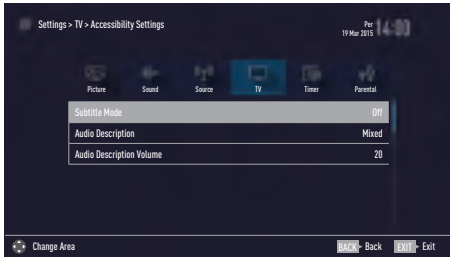 Settings > TV > Accessibility Settings
Per
19 Mar 2015
14:00
Picture Sound Source TV Timer Parental
Subtitle Mode Off
Audio Description Mixed
Audio Description Volume 20
Change Area BACK Back EXIT Exit